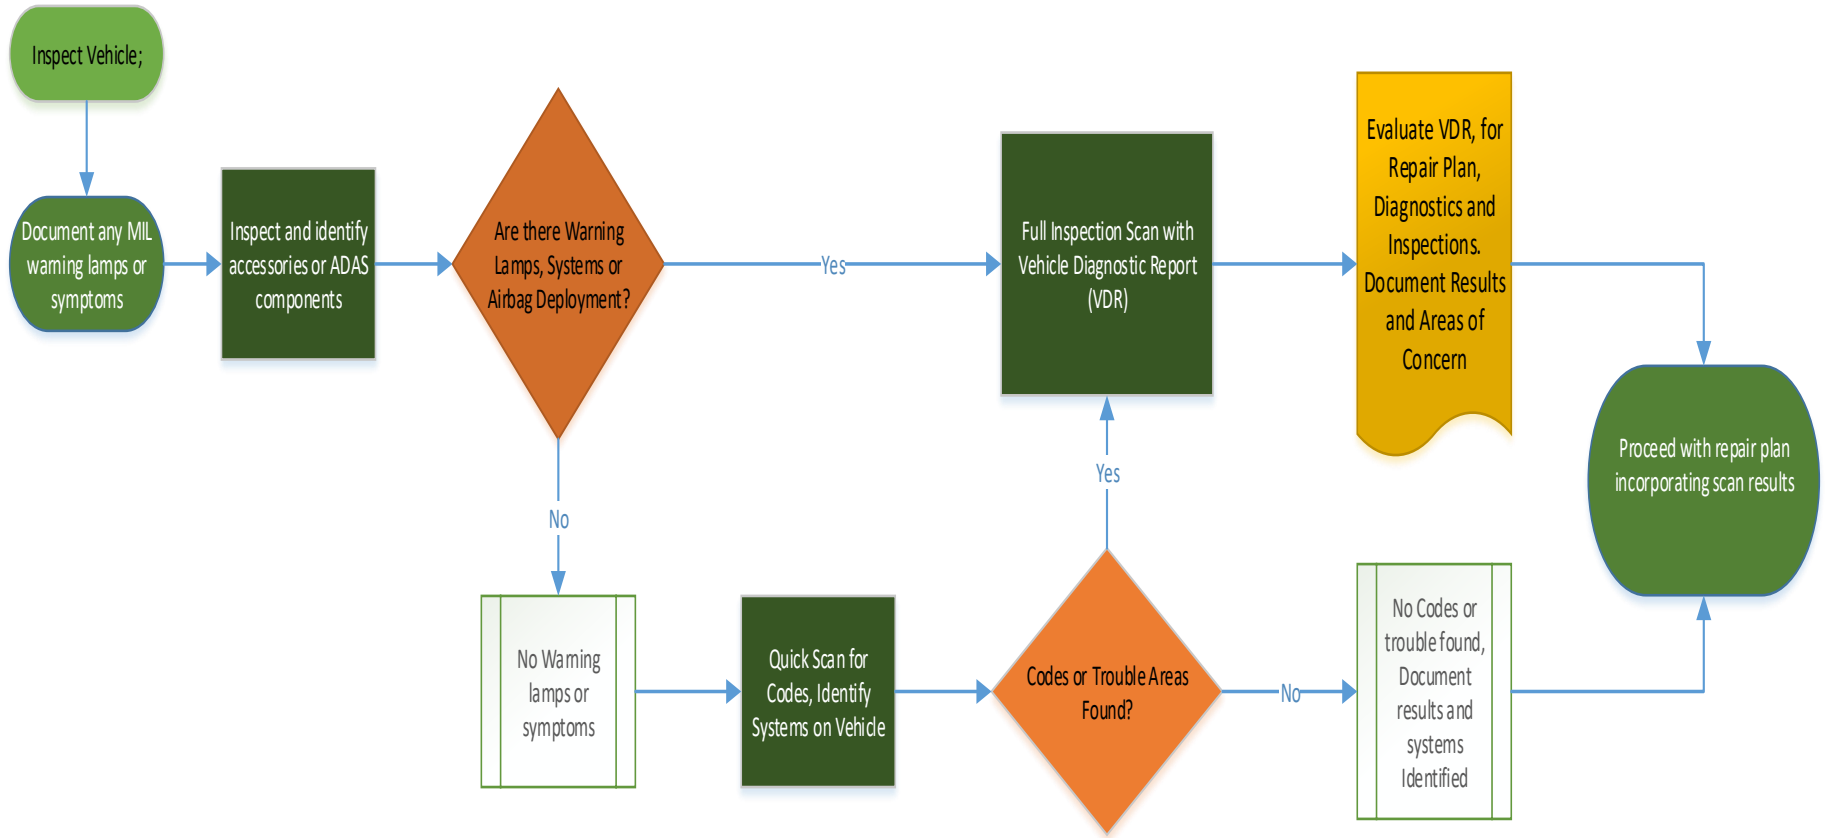 Inspect Vehicle;
Document any MIL
warning lamps or
symptoms
Inspect and identify
accessories or ADAS
components
Are there Warning
Lamps, Systems or
Airbag Deployment?
Yes
Full Inspection Scan with
Vehicle Diagnostic Report
(VDR)
Evaluate VDR, for
Repair Plan,
Diagnostics and
Inspections.
Document Results
and Areas of
Concern
Proceed with repair plan
incorporating scan results
No
No Warning
lamps or
symptoms
Quick Scan for
Codes, Identify
Systems on Vehicle
Codes or Trouble Areas
Found?
Yes
No
No Codes or
trouble found,
Document
results and
systems
Identified